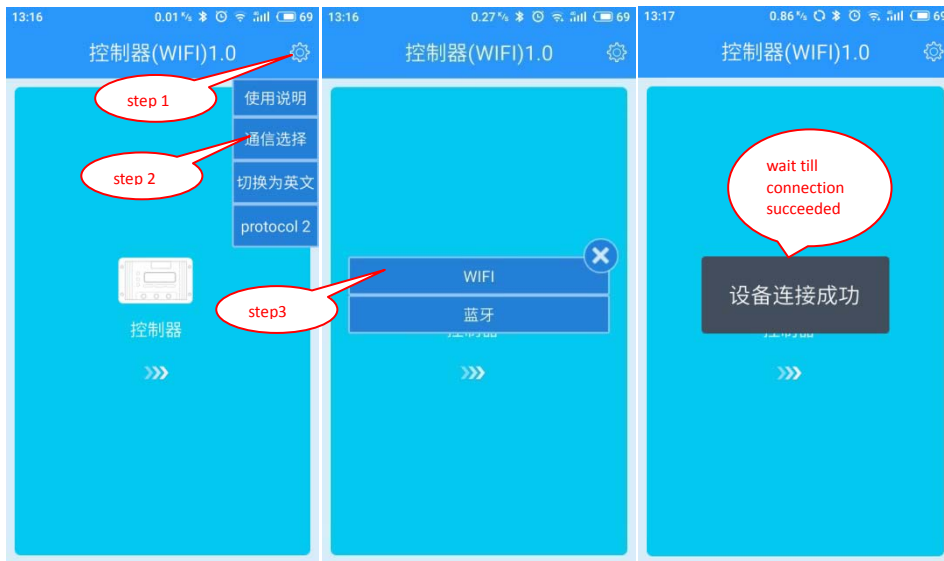 13:16
0.01 K/s
69
控制器(WIFI)1.0
step 1
使用说明
通信选择
step 2
切换为英文
protocol 2
控制器
13:16
0.27 K/s
69
控制器(WIFI)1.0
step3
WIFI
蓝牙
13:17
0.86 K/s
69
控制器(WIFI)1.0
wait till
connection
succeeded
设备连接成功